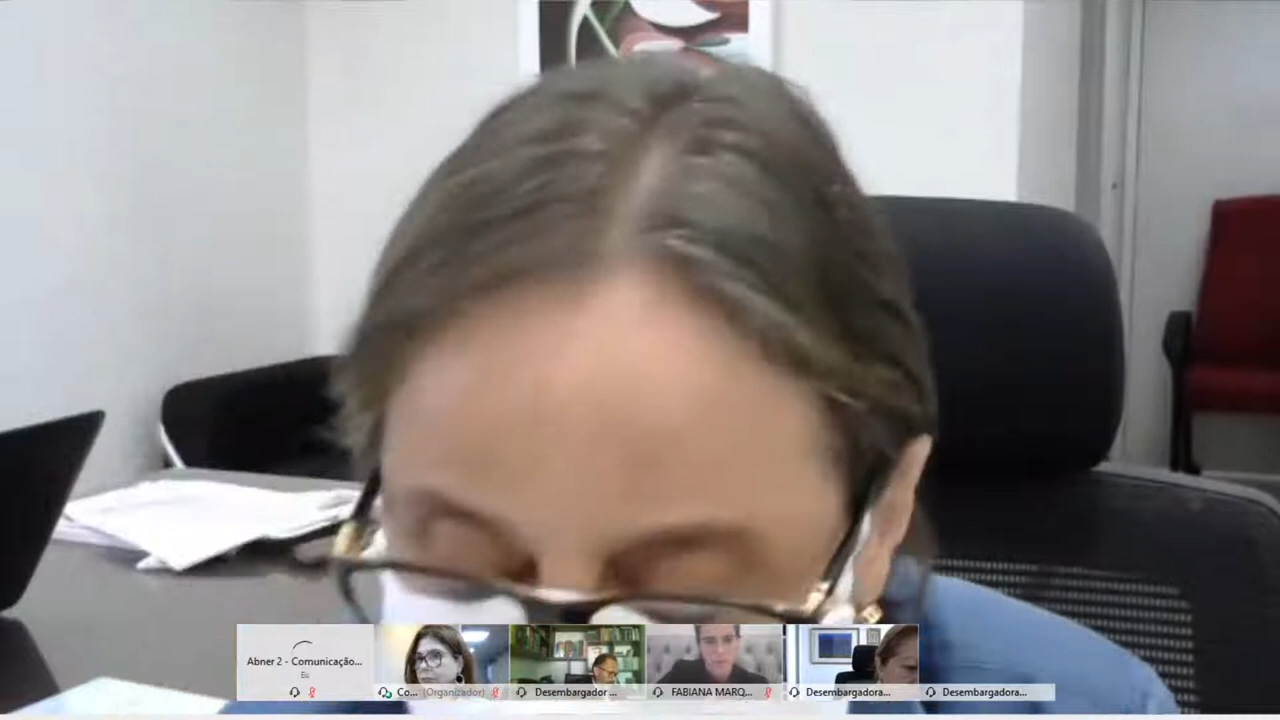 Abner 2 - Comunicação...
Eu
Co... (Organizador)
Desembargador ...
FABIANA MARQ...
Desembargadora...
Desembargadora...